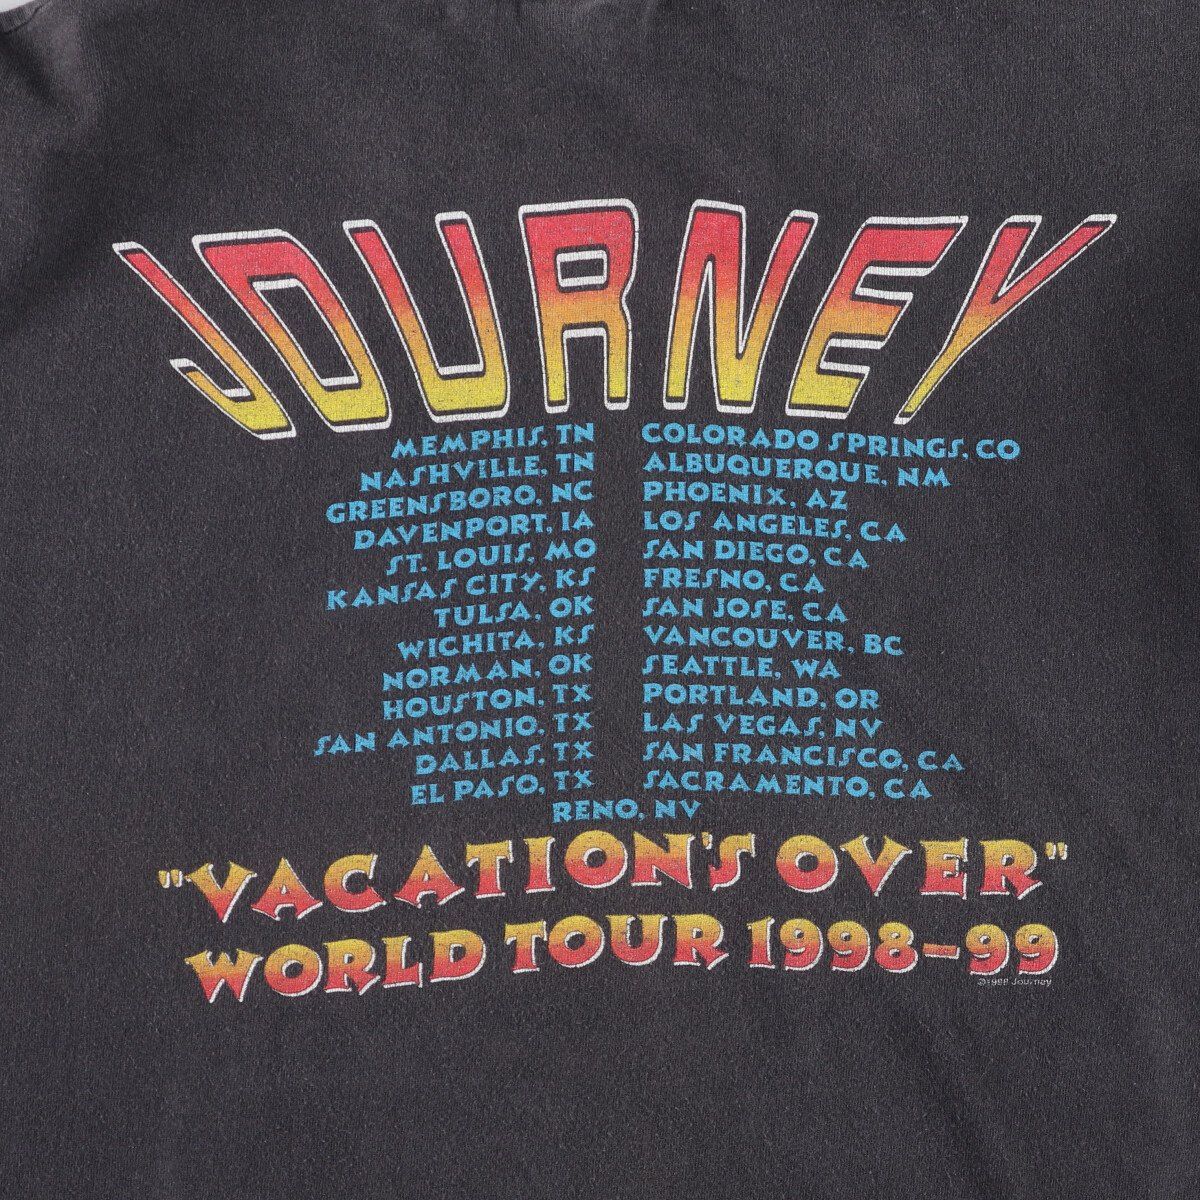 JOURNEY
MEMPHIS, TN
NASHVILLE, TN
GREENSBORO, NC
DAVENPORT, IA
ST. LOUIS, MO
KANSAS CITY, KS
TULSA, OK
WICHITA, KS
NORMAN, OK
HOUSTON, TX
SAN ANTONIO, TX
DALLAS, TX
EL PASO, TX
COLORADO SPRINGS, CO
ALBUQUERQUE, NM
PHOENIX, AZ
LOS ANGELES, CA
SAN DIEGO, CA
FRESNO, CA
SAN JOSE, CA
VANCOUVER, BC
SEATTLE, WA
PORTLAND, OR
LAS VEGAS, NV
SAN FRANCISCO, CA
SACRAMENTO, CA
RENO, NV
"VACATION'S OVER"
WORLD TOUR 1998-99
©1998 Journey